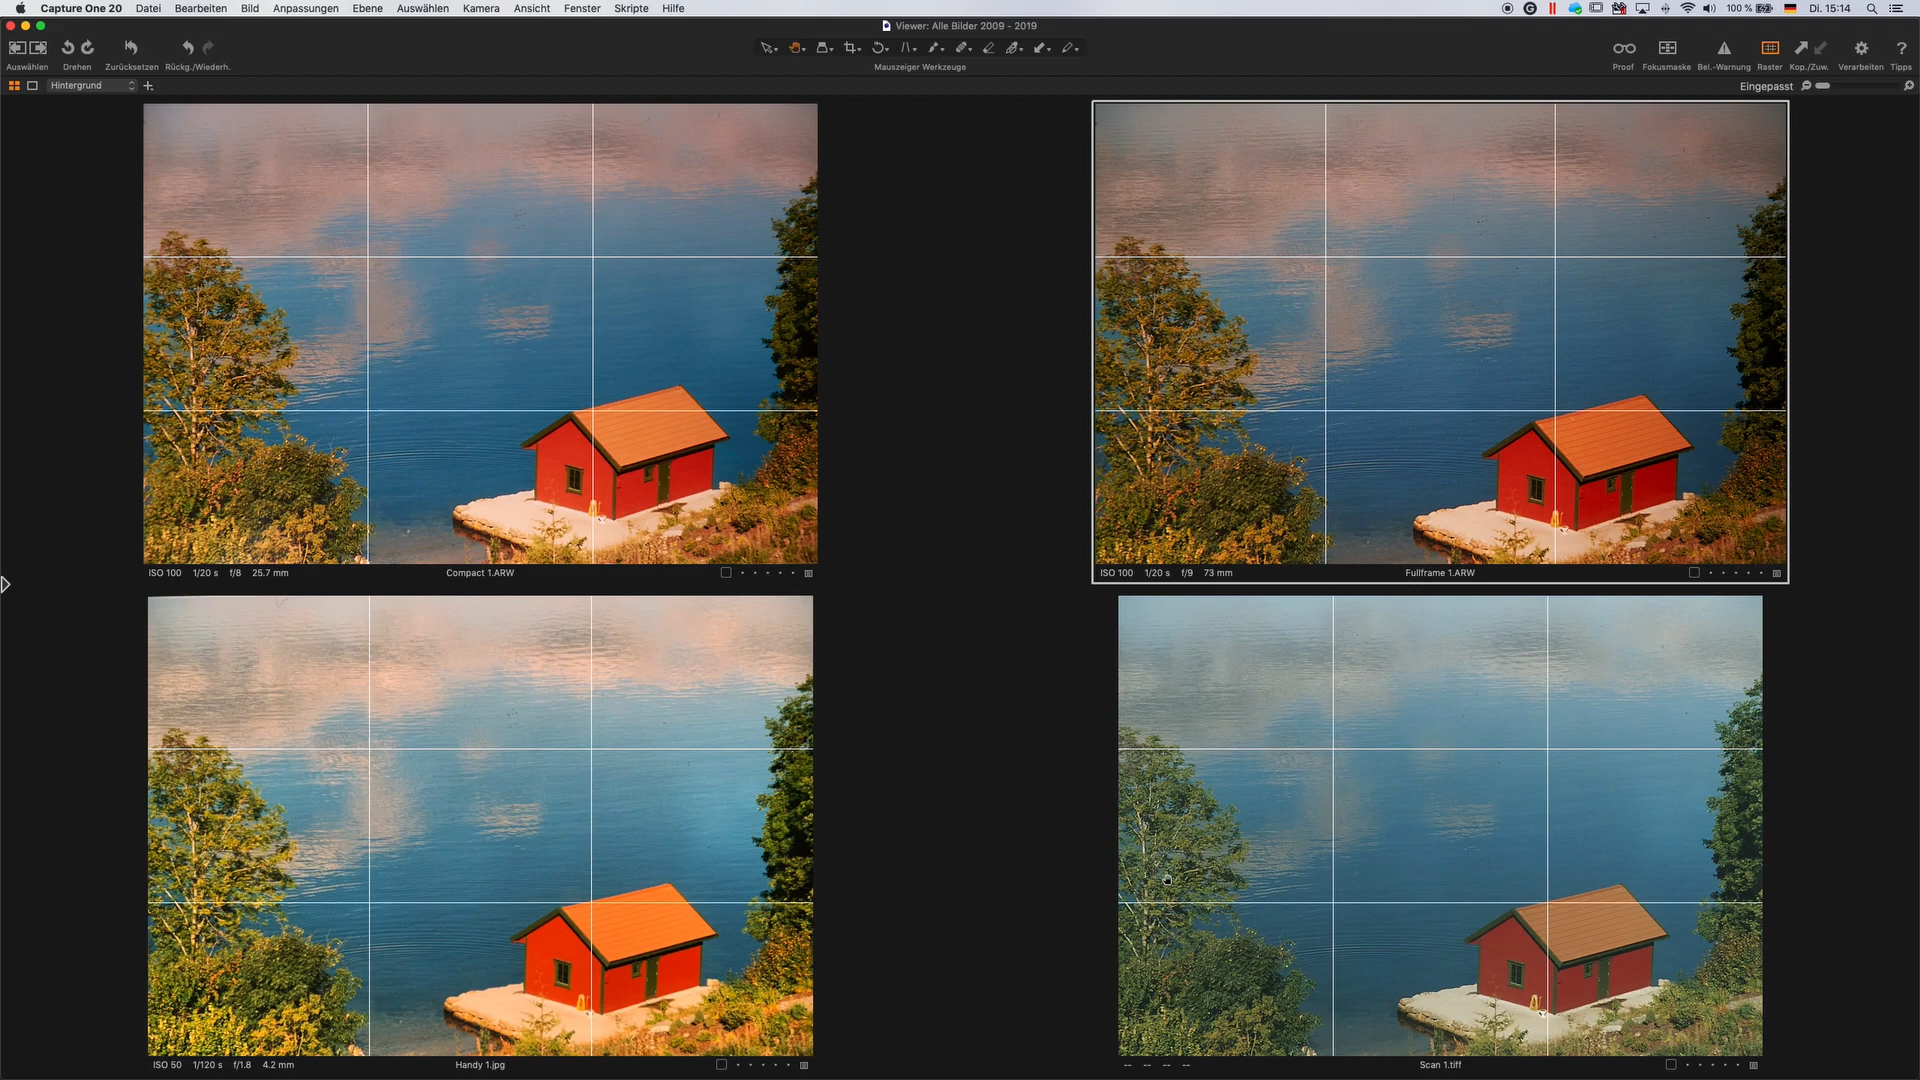 Capture One 20 Datei Bearbeiten Bild Anpassungen Ebene Auswählen Kamera Ansicht Fenster Skripte Hilfe 100 % Di. 15:14
Viewer: Alle Bilder 2009 - 2019
Auswählen Drehen Zurücksetzen Rückg./Wiederh. Mauszeiger Werkzeuge Proof Fokusmaske Bel.-Warnung Raster Kop./Zuw. Verarbeiten Tipps
Hintergrund Eingepasst
ISO 100 1/20 s f/8 25.7 mm Compact 1.ARW
ISO 100 1/20 s f/9 73 mm Fullframe 1.ARW
ISO 50 1/120 s f/1.8 4.2 mm Handy 1.jpg
-- -- -- -- Scan 1.tiff